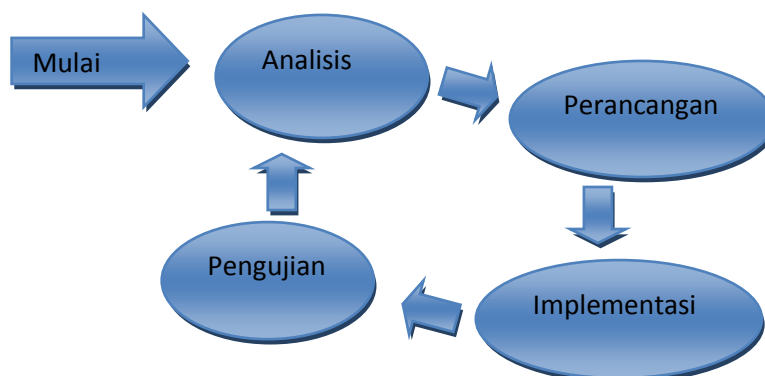 Mulai
Analisis
Perancangan
Implementasi
Pengujian